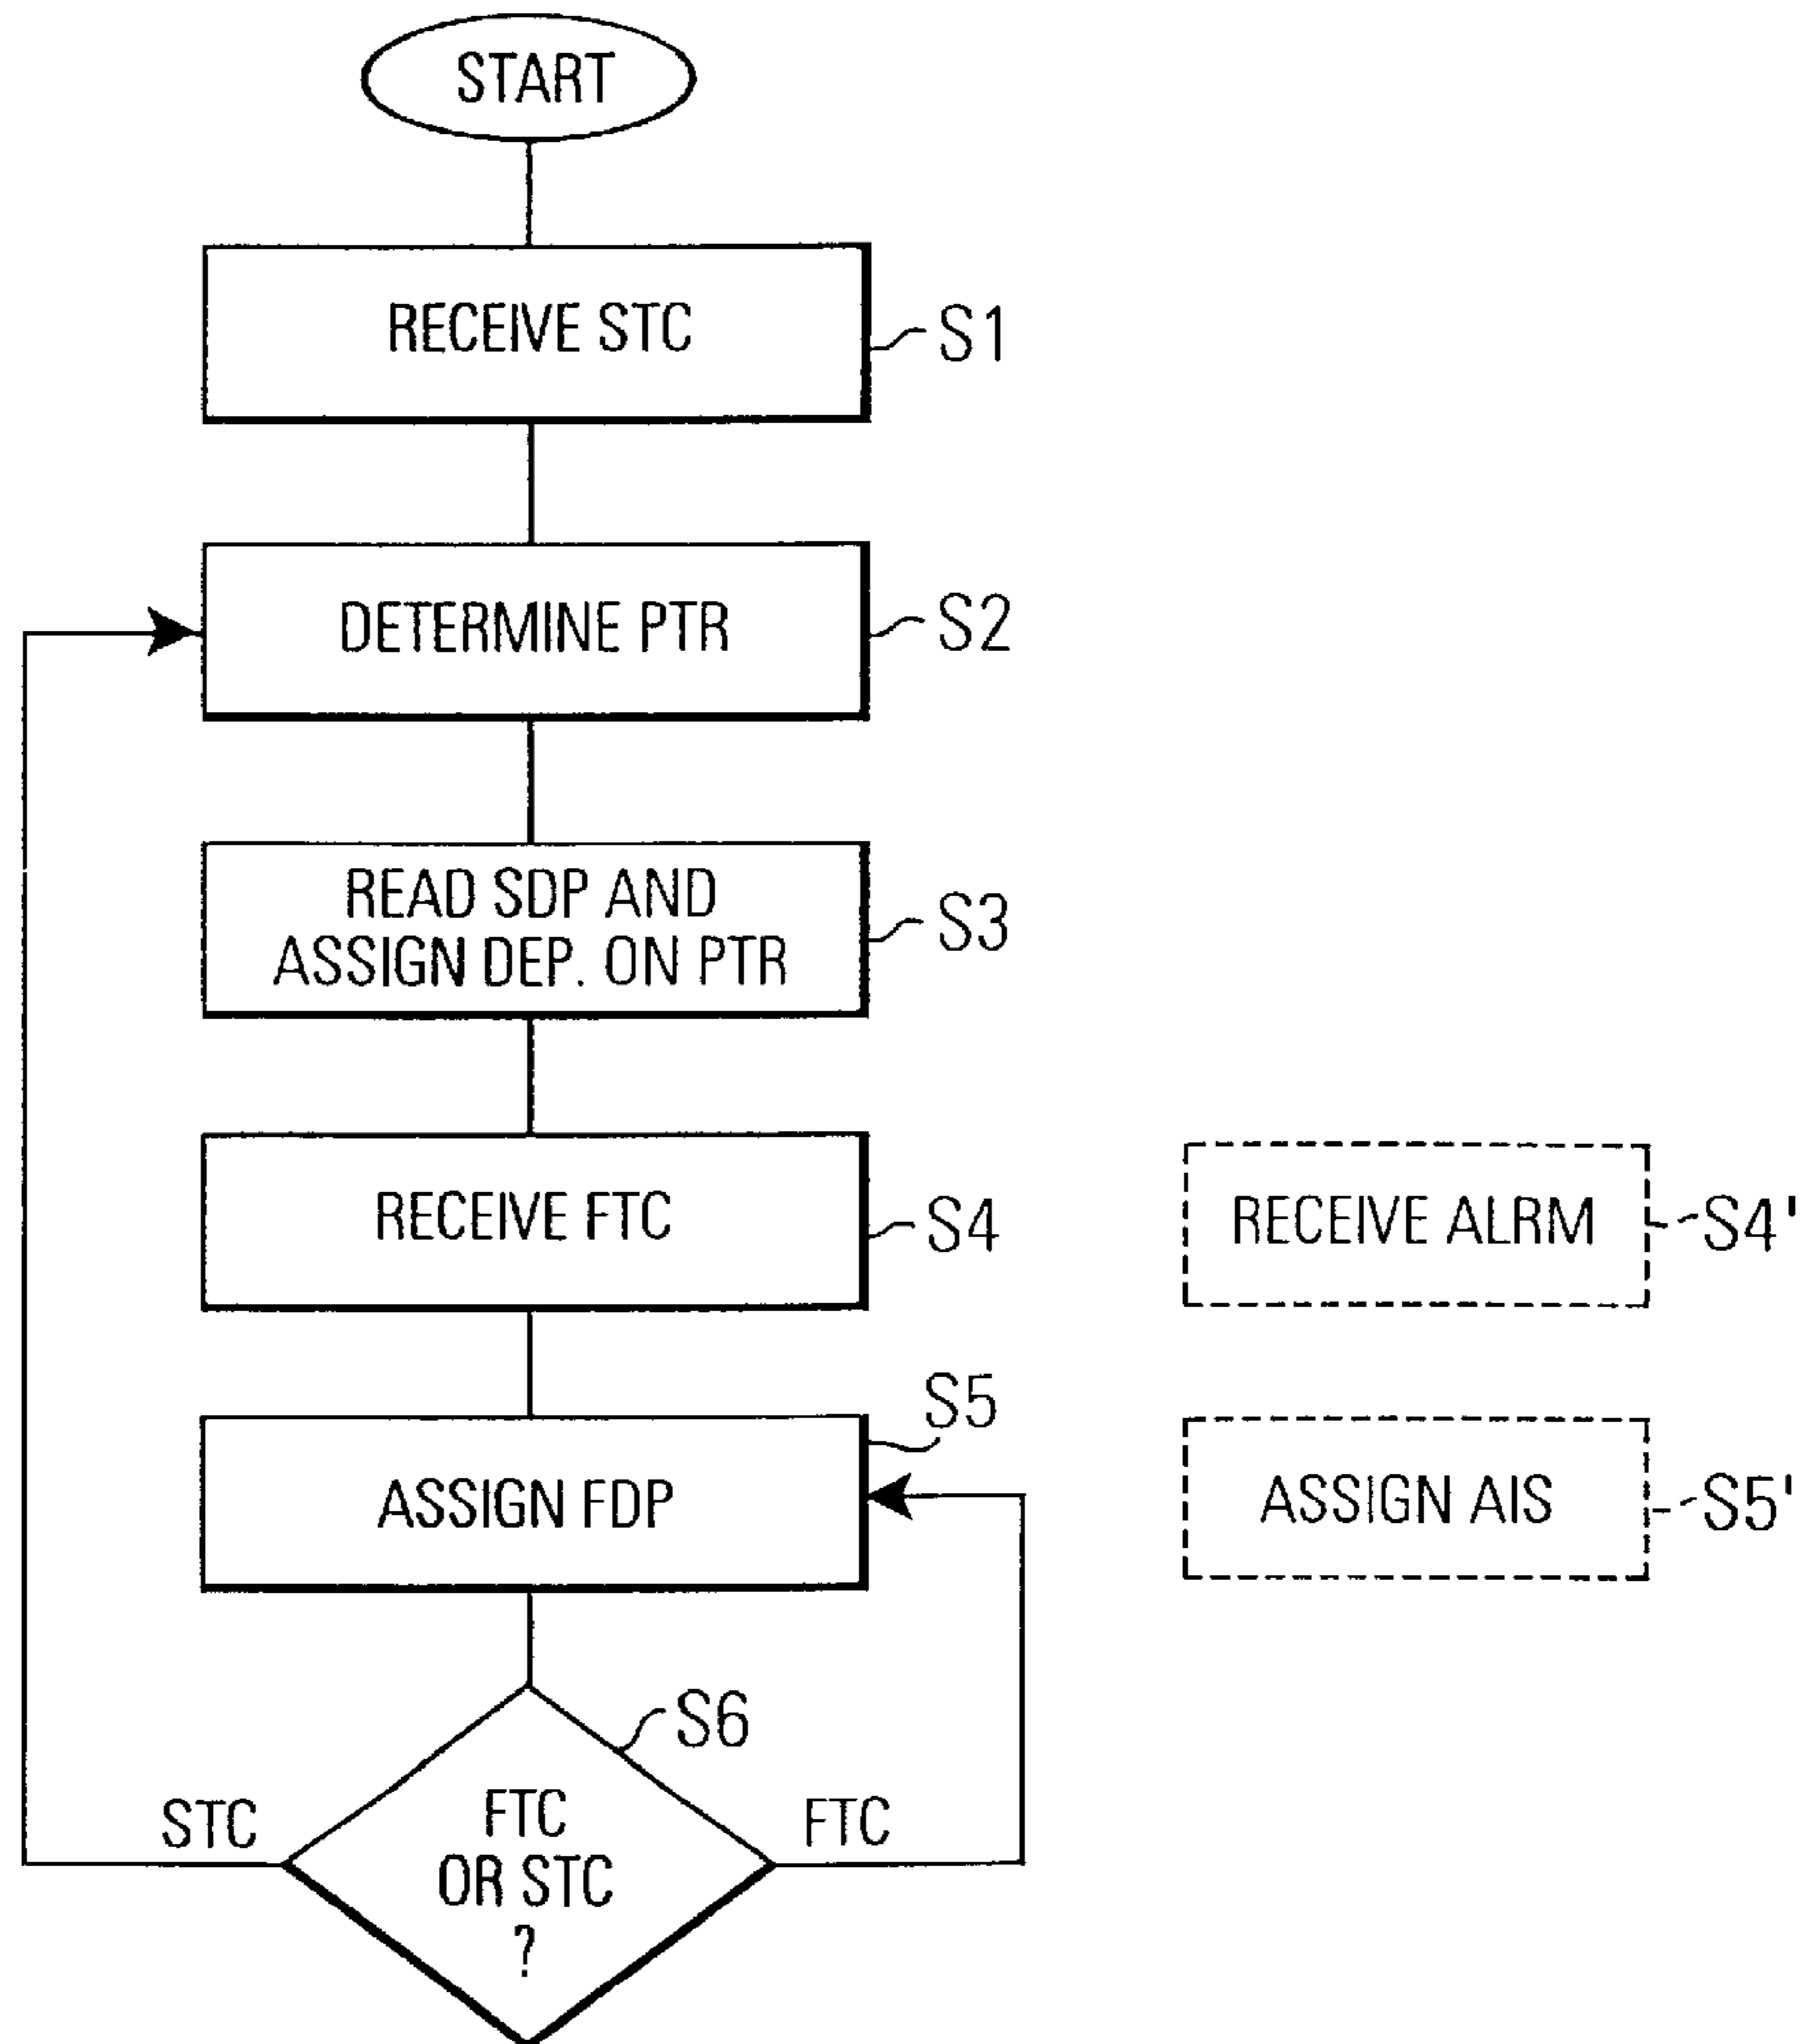 START
RECEIVE STC
S1
DETERMINE PTR
S2
READ SDP AND
ASSIGN DEP. ON PTR
S3
RECEIVE FTC
S4
RECEIVE ALRM
S4'
S5
ASSIGN FDP
ASSIGN AIS
S5'
S6
STC
FTC
OR STC
?
FTC